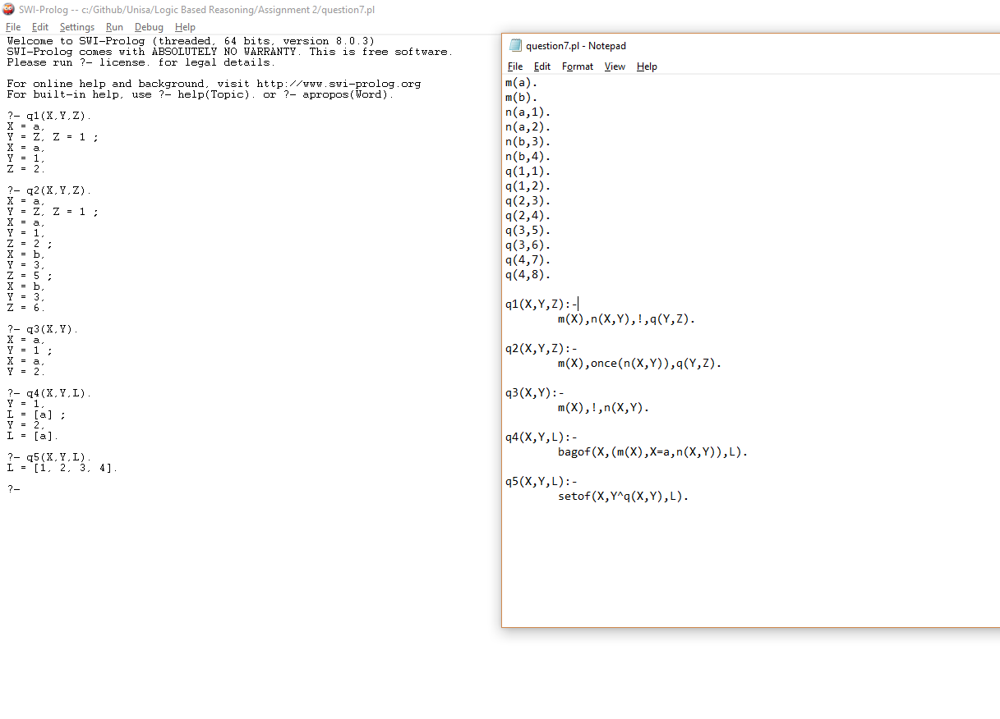 SWI-Prolog -- c:/Github/Unisa/Logic Based Reasoning/Assignment 2/question7.pl
File Edit Settings Run Debug Help
Welcome to SWI-Prolog (threaded, 64 bits, version 8.0.3)
SWI-Prolog comes with ABSOLUTELY NO WARRANTY. This is free software.
Please run ?- license. for legal details.
For online help and background, visit http://www.swi-prolog.org
For built-in help, use ?- help(Topic). or ?- apropos(Word).
?- q1(X,Y,Z).
X = a,
Y = Z, Z = 1 ;
X = a,
Y = 1,
Z = 2.
?- q2(X,Y,Z).
X = a,
Y = Z, Z = 1 ;
X = a,
Y = 1,
Z = 2 ;
X = b,
Y = 3,
Z = 5 ;
X = b,
Y = 3,
Z = 6.
?- q3(X,Y).
X = a,
Y = 1 ;
X = a,
Y = 2.
?- q4(X,Y,L).
Y = 1,
L = [a] ;
Y = 2,
L = [a].
?- q5(X,Y,L).
L = [1, 2, 3, 4].
?-
question7.pl - Notepad
File Edit Format View Help
m(a).
m(b).
n(a,1).
n(a,2).
n(b,3).
n(b,4).
q(1,1).
q(1,2).
q(2,3).
q(2,4).
q(3,5).
q(3,6).
q(4,7).
q(4,8).
q1(X,Y,Z):-
m(X),n(X,Y),!,q(Y,Z).
q2(X,Y,Z):-
m(X),once(n(X,Y)),q(Y,Z).
q3(X,Y):-
m(X),!,n(X,Y).
q4(X,Y,L):-
bagof(X,(m(X),X=a,n(X,Y)),L).
q5(X,Y,L):-
setof(X,Y^q(X,Y),L).